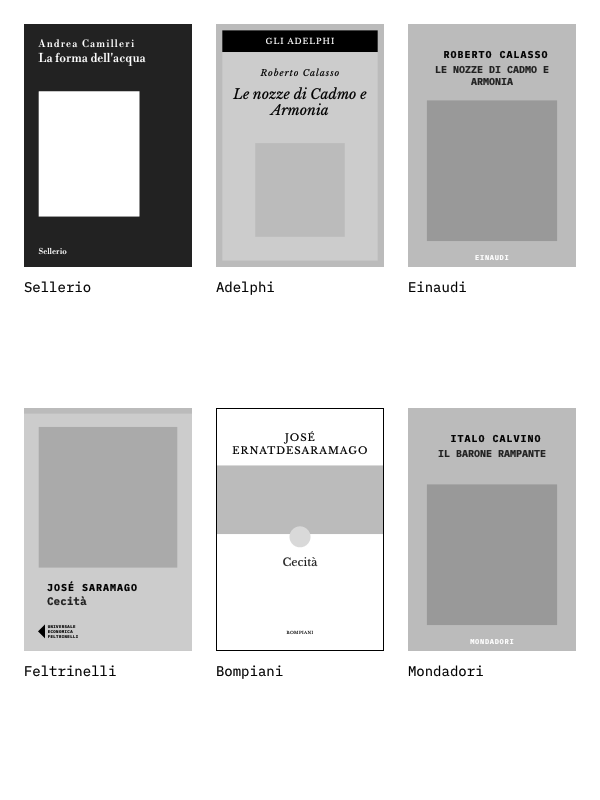 Andrea Camilleri
La forma dell'acqua
Sellerio
Sellerio
GLI ADELPHI
Roberto Calasso
Le nozze di Cadmo e
Armonia
Adelphi
ROBERTO CALASSO
LE NOZZE DI CADMO E
ARMONIA
EINAUDI
Einaudi
JOSÉ SARAMAGO
Cecità
UNIVERSALE
ECONOMICA
FELTRINELLI
Feltrinelli
JOSÉ
ERNATDESARAMAGO
Cecità
BOMPIANI
Bompiani
ITALO CALVINO
IL BARONE RAMPANTE
MONDADORI
Mondadori